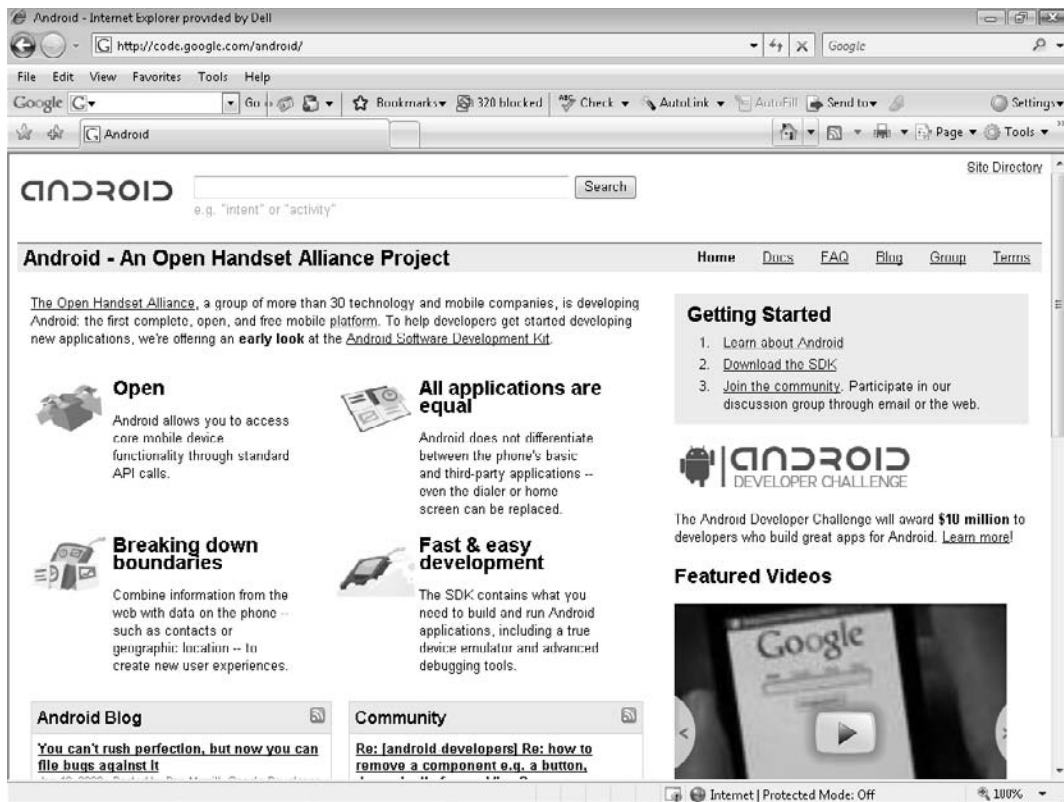 Android - Internet Explorer provided by Dell
http://code.google.com/android/
Google
File Edit View Favorites Tools Help
Google G Go Bookmarks 320 blocked ABC Check AutoLink AutoFill Send to Settings
Android
Page Tools
Site Directory
ANDROID
Search
e.g. "intent" or "activity"
Android - An Open Handset Alliance Project
Home Docs FAQ Blog Group Terms
The Open Handset Alliance, a group of more than 30 technology and mobile companies, is developing
Android: the first complete, open, and free mobile platform. To help developers get started developing
new applications, we're offering an early look at the Android Software Development Kit.
Open
Android allows you to access
core mobile device
functionality through standard
API calls.
All applications are
equal
Android does not differentiate
between the phone's basic
and third-party applications --
even the dialer or home
screen can be replaced.
Breaking down
boundaries
Combine information from the
web with data on the phone --
such as contacts or
geographic location -- to
create new user experiences.
Fast & easy
development
The SDK contains what you
need to build and run Android
applications, including a true
device emulator and advanced
debugging tools.
Getting Started
1. Learn about Android
2. Download the SDK
3. Join the community. Participate in our
discussion group through email or the web.
ANDROID
DEVELOPER CHALLENGE
The Android Developer Challenge will award $10 million to
developers who build great apps for Android. Learn more!
Featured Videos
Google
Android Blog
You can't rush perfection, but now you can
file bugs against it
Community
Re: [android developers] Re: how to
remove a component e.g. a button,
Internet | Protected Mode: Off
100%